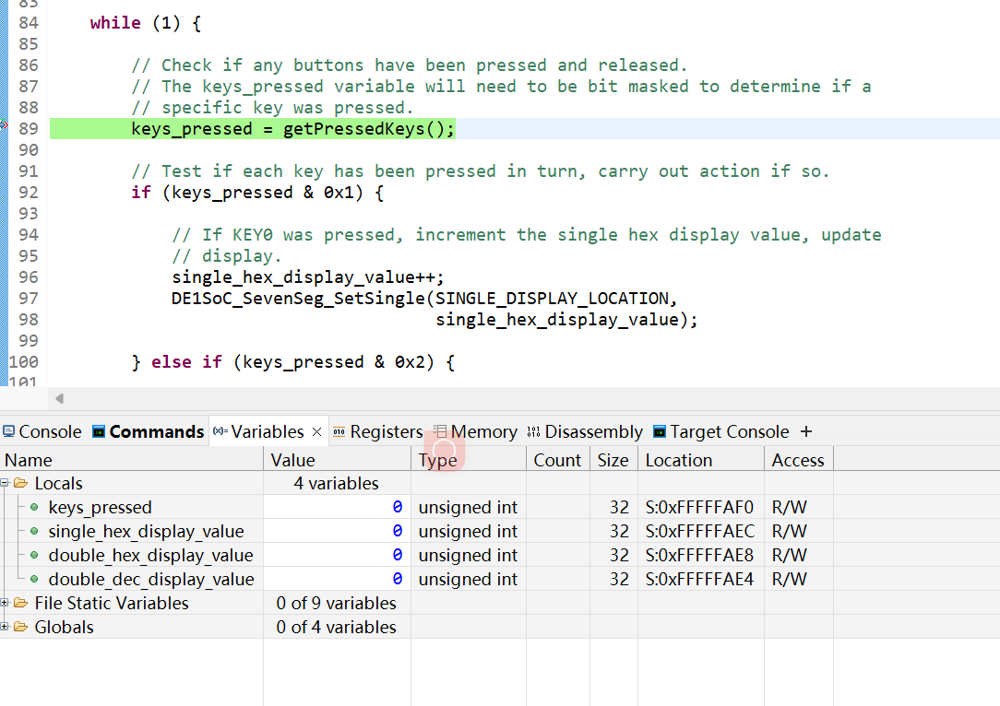 83
84 while (1) {
85
86 // Check if any buttons have been pressed and released.
87 // The keys_pressed variable will need to be bit masked to determine if a
88 // specific key was pressed.
89 keys_pressed = getPressedKeys();
90
91 // Test if each key has been pressed in turn, carry out action if so.
92 if (keys_pressed & 0x1) {
93
94 // If KEY0 was pressed, increment the single hex display value, update
95 // display.
96 single_hex_display_value++;
97 DE1SoC_SevenSeg_SetSingle(SINGLE_DISPLAY_LOCATION,
98 single_hex_display_value);
99
100 } else if (keys_pressed & 0x2) {
101
Console Commands (x)= Variables × Registers Memory Disassembly Target Console +
Name Value Type Count Size Location Access
Locals 4 variables
keys_pressed 0 unsigned int 32 S:0xFFFFFAF0 R/W
single_hex_display_value 0 unsigned int 32 S:0xFFFFFAEC R/W
double_hex_display_value 0 unsigned int 32 S:0xFFFFFAE8 R/W
double_dec_display_value 0 unsigned int 32 S:0xFFFFFAE4 R/W
File Static Variables 0 of 9 variables
Globals 0 of 4 variables